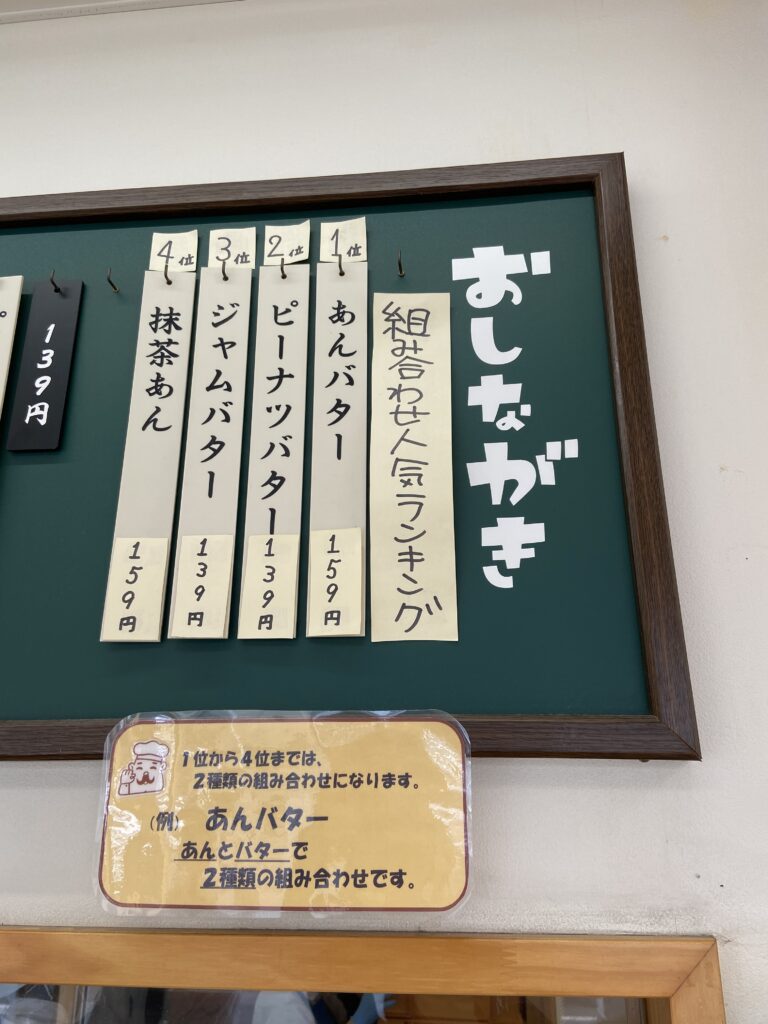 おしながき
組み合わせ人気ランキング
1位
あんバター
159円
2位
ピーナツバター
139円
3位
ジャムバター
139円
4位
抹茶あん
159円
139円
1位から4位までは、
2種類の組み合わせになります。
(例) あんバター
あんとバターで
2種類の組み合わせです。